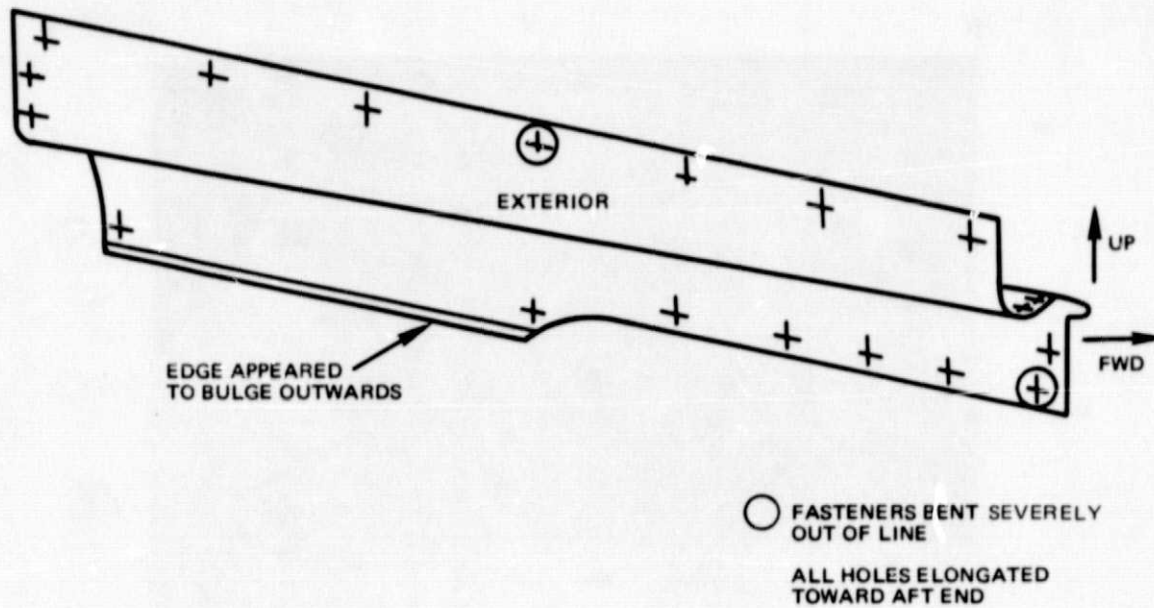 EXTERIOR
UP
FWD
EDGE APPEARED
TO BULGE OUTWARDS
FASTENERS BENT SEVERELY
OUT OF LINE
ALL HOLES ELONGATED
TOWARD AFT END